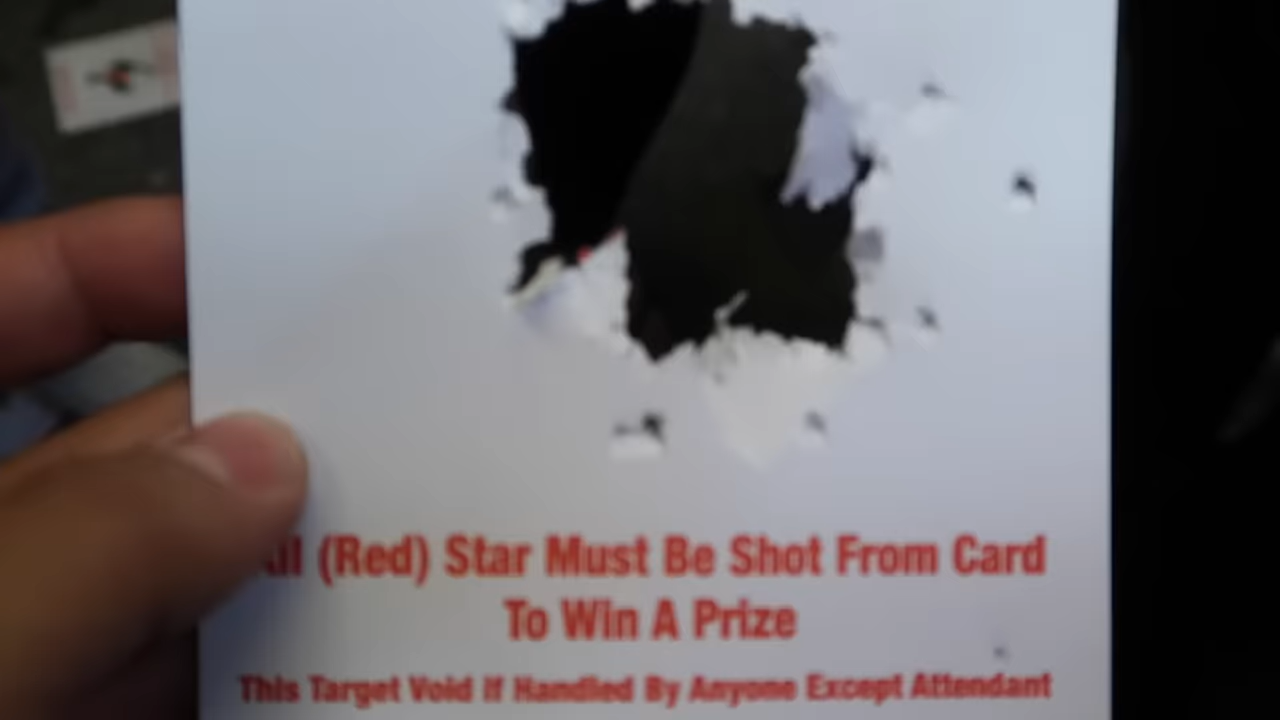 All (Red) Star Must Be Shot From Card
To Win A Prize
This Target Void If Handled By Anyone Except Attendant